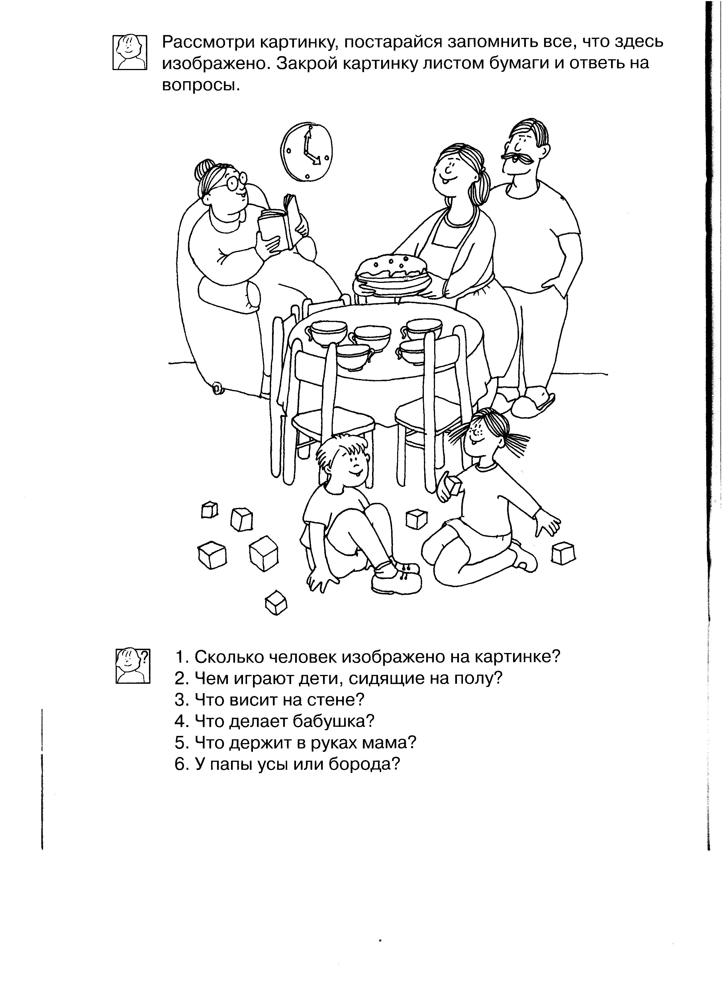 Рассмотри картинку, постарайся запомнить все, что здесь
изображено. Закрой картинку листом бумаги и ответь на
вопросы.
?
1. Сколько человек изображено на картинке?
2. Чем играют дети, сидящие на полу?
3. Что висит на стене?
4. Что делает бабушка?
5. Что держит в руках мама?
6. У папы усы или борода?